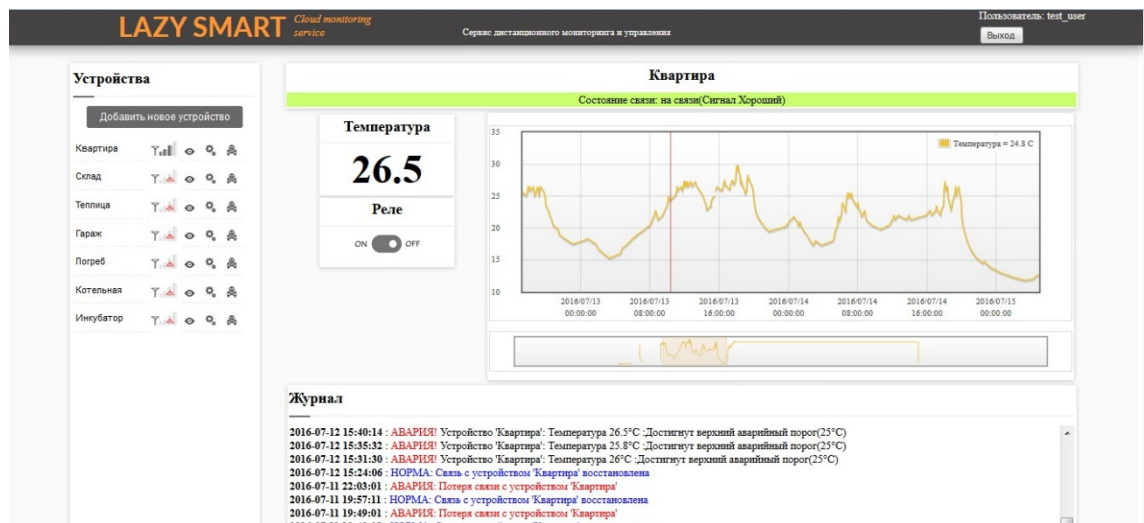 LAZY SMART
Cloud monitoring
service
Сервис дистанционного мониторинга и управления
Пользователь: test_user
Выход
Устройства
Добавить новое устройство
Квартира
Склад
Теплица
Гараж
Погреб
Котельная
Инкубатор
Квартира
Состояние связи: на связи(Сигнал Хороший)
Температура
26.5
Реле
ON OFF
35
30
25
20
15
10
Температура = 24.8 C
2016/07/13 2016/07/13 2016/07/13 2016/07/14 2016/07/14 2016/07/14 2016/07/15
00:00:00 08:00:00 16:00:00 00:00:00 08:00:00 16:00:00 00:00:00
Журнал
2016-07-12 15:40:14 : АВАРИЯ! Устройство 'Квартира': Температура 26.5°C :Достигнут верхний аварийный порог(25°C)
2016-07-12 15:35:32 : АВАРИЯ! Устройство 'Квартира': Температура 25.8°C :Достигнут верхний аварийный порог(25°C)
2016-07-12 15:31:30 : АВАРИЯ! Устройство 'Квартира': Температура 26°C :Достигнут верхний аварийный порог(25°C)
2016-07-12 15:24:06 : НОРМА: Связь с устройством 'Квартира' восстановлена
2016-07-11 22:03:01 : АВАРИЯ: Потеря связи с устройством 'Квартира'
2016-07-11 19:57:11 : НОРМА: Связь с устройством 'Квартира' восстановлена
2016-07-11 19:49:01 : АВАРИЯ: Потеря связи с устройством 'Квартира'